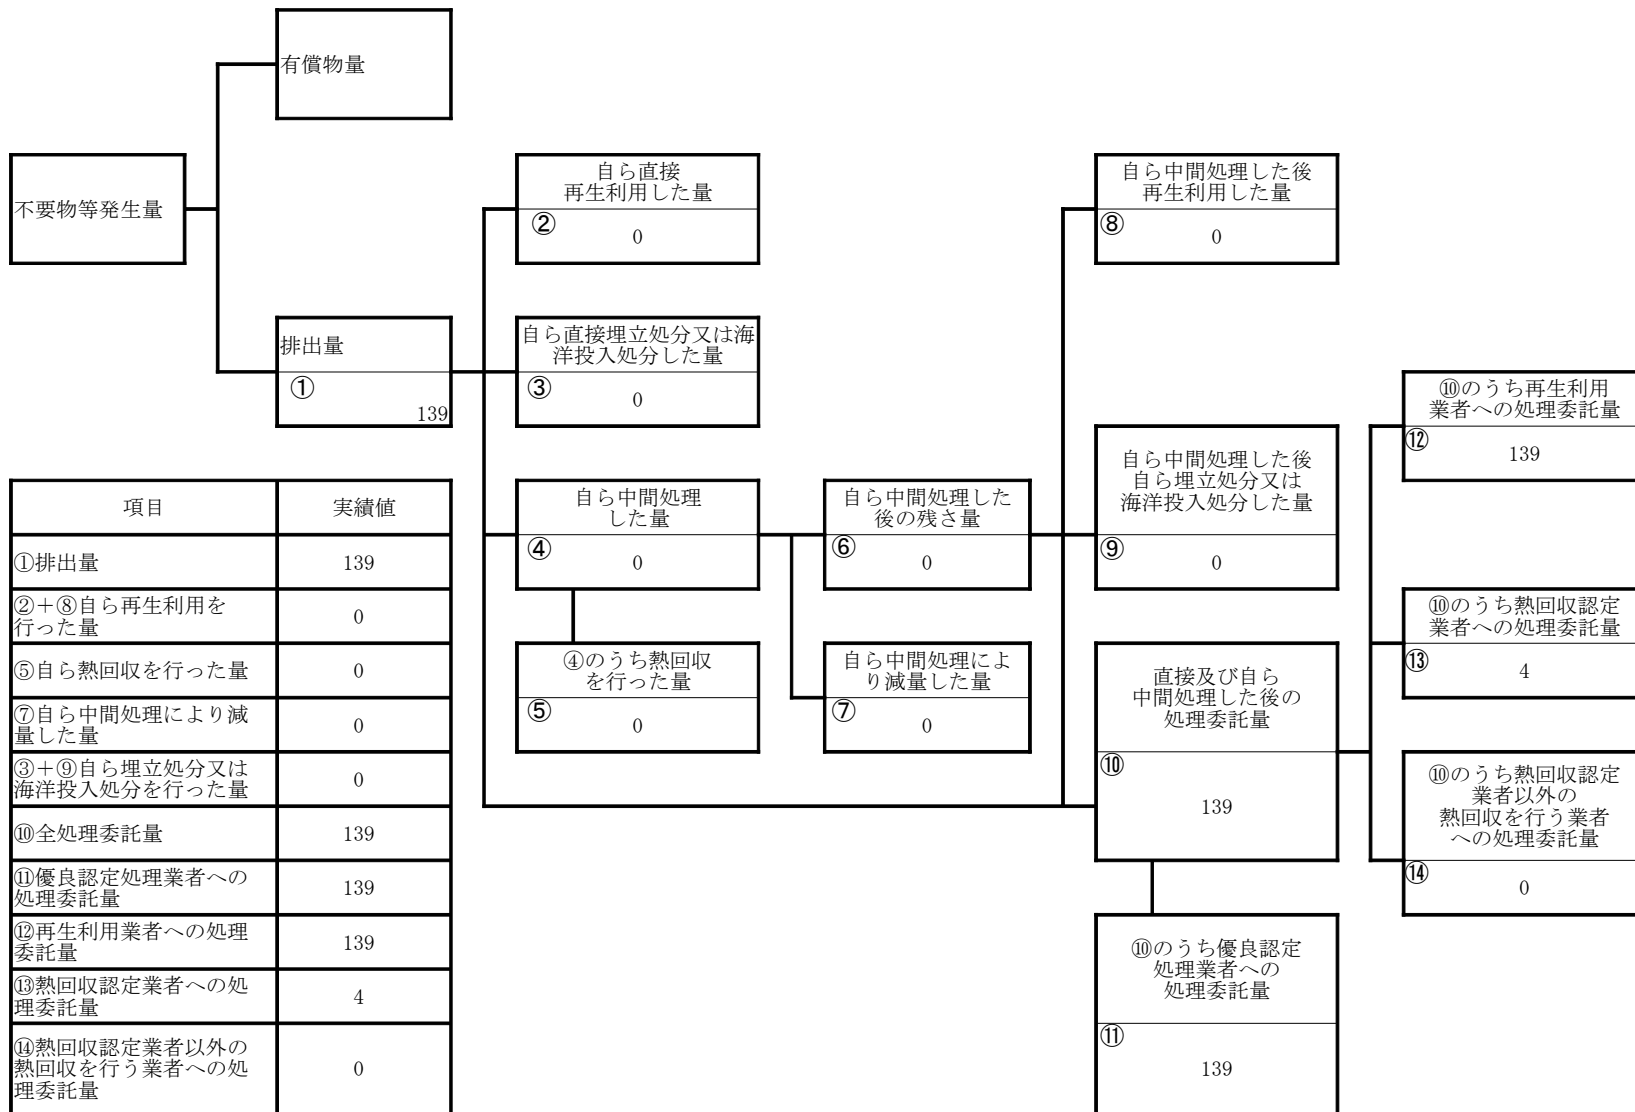 有償物量
不要物等発生量
自ら直接
再生利用した量
②
0
自ら中間処理した後
再生利用した量
⑧
0
排出量
①
139
自ら直接埋立処分又は海
洋投入処分した量
③
0
⑩のうち再生利用
業者への処理委託量
⑫
139
自ら中間処理
した量
④
0
自ら中間処理した
後の残さ量
⑥
0
自ら中間処理した後
自ら埋立処分又は
海洋投入処分した量
⑨
0
⑩のうち熱回収認定
業者への処理委託量
⑬
4
④のうち熱回収
を行った量
⑤
0
自ら中間処理によ
り減量した量
⑦
0
直接及び自ら
中間処理した後の
処理委託量
⑩
139
⑩のうち熱回収認定
業者以外の
熱回収を行う業者
への処理委託量
⑭
0
⑩のうち優良認定
処理業者への
処理委託量
⑪
139
項目 実績値
①排出量 139
②+⑧自ら再生利用を
行った量 0
⑤自ら熱回収を行った量 0
⑦自ら中間処理により減
量した量 0
③+⑨自ら埋立処分又は
海洋投入処分を行った量 0
⑩全処理委託量 139
⑪優良認定処理業者への
処理委託量 139
⑫再生利用業者への処理
委託量 139
⑬熱回収認定業者への処
理委託量 4
⑭熱回収認定業者以外の
熱回収を行う業者への処
理委託量 0